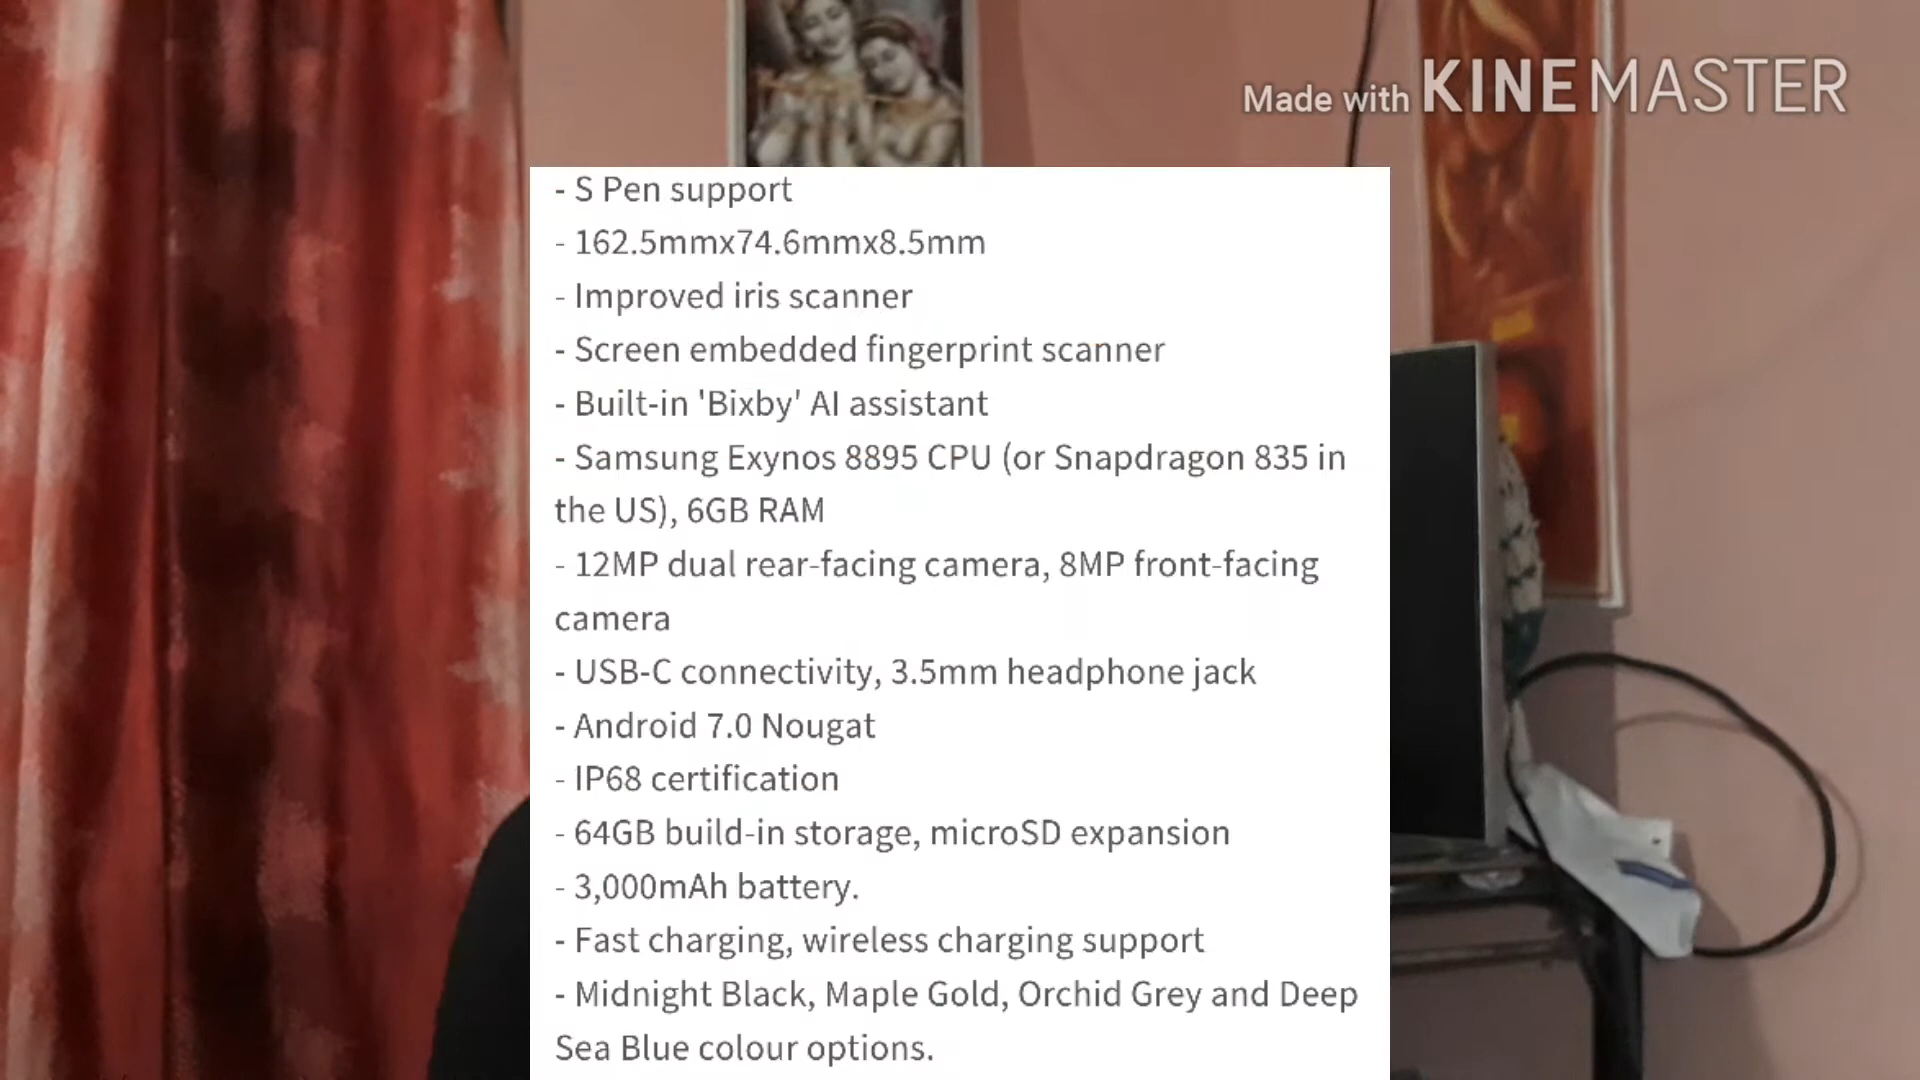 Made with KINEMASTER
- S Pen support
- 162.5mmx74.6mmx8.5mm
- Improved iris scanner
- Screen embedded fingerprint scanner
- Built-in 'Bixby' AI assistant
- Samsung Exynos 8895 CPU (or Snapdragon 835 in
the US), 6GB RAM
- 12MP dual rear-facing camera, 8MP front-facing
camera
- USB-C connectivity, 3.5mm headphone jack
- Android 7.0 Nougat
- IP68 certification
- 64GB build-in storage, microSD expansion
- 3,000mAh battery.
- Fast charging, wireless charging support
- Midnight Black, Maple Gold, Orchid Grey and Deep
Sea Blue colour options.